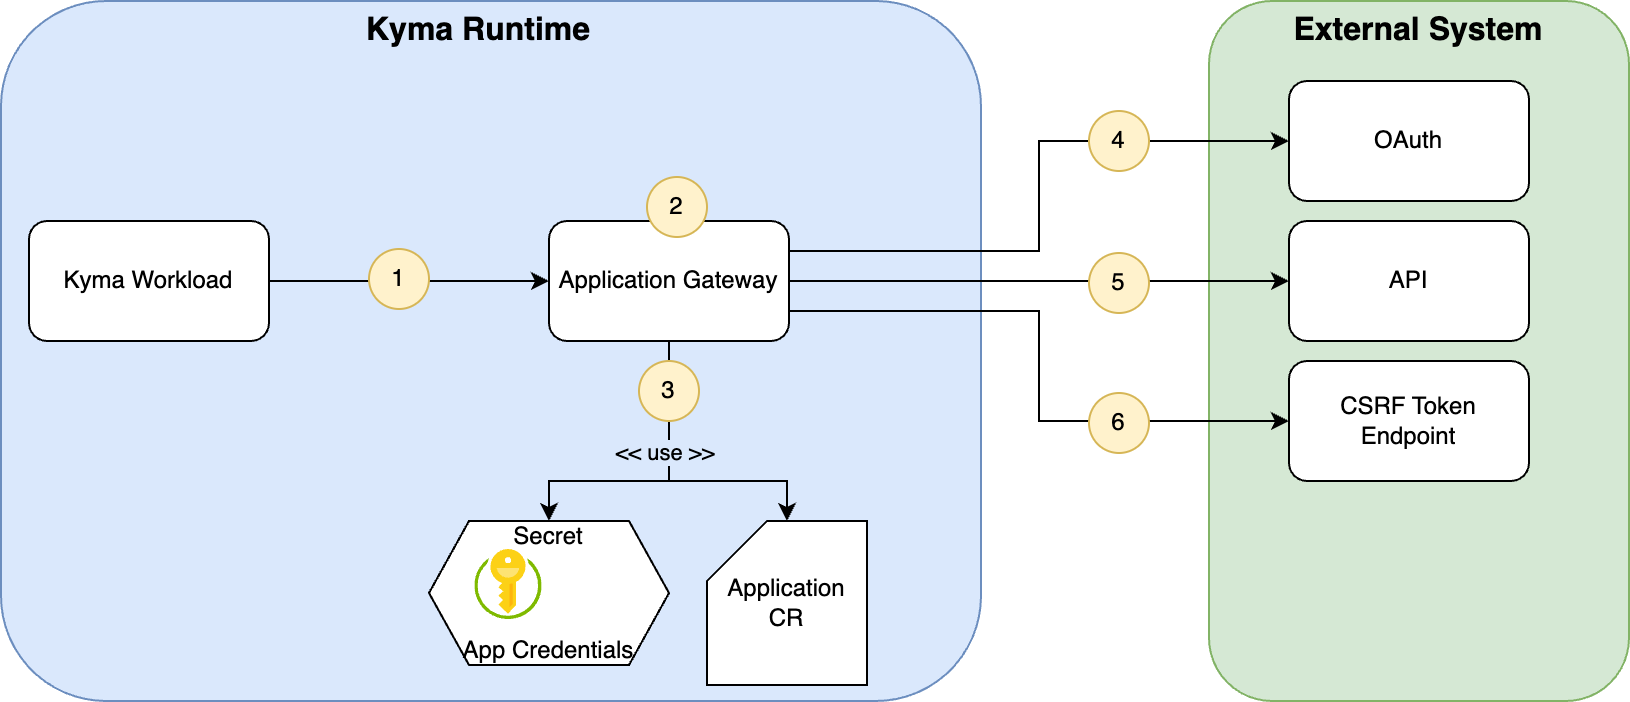 Kyma Runtime
External System
4
OAuth
2
Kyma Workload
1
Application Gateway
5
API
3
6
CSRF Token
Endpoint
<< use >>
Secret
App Credentials
Application
CR